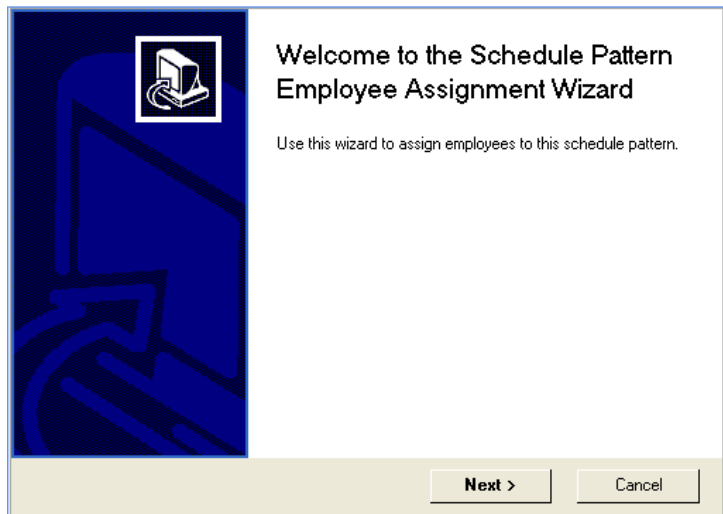 Welcome to the Schedule Pattern
Employee Assignment Wizard
Use this wizard to assign employees to this schedule pattern.
Next >
Cancel